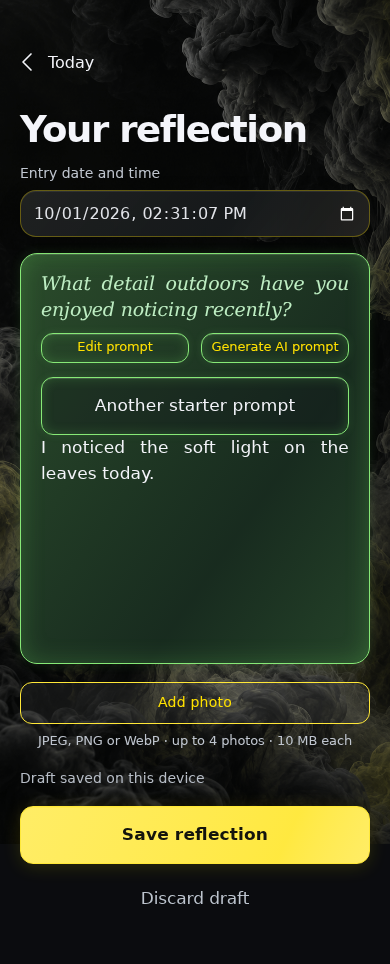 Today
Your reflection
Entry date and time
10/01/2026, 02:31:07 PM
What detail outdoors have you
enjoyed noticing recently?
Edit prompt
Generate AI prompt
Another starter prompt
I noticed the soft light on the
leaves today.
Add photo
JPEG, PNG or WebP · up to 4 photos · 10 MB each
Draft saved on this device
Save reflection
Discard draft